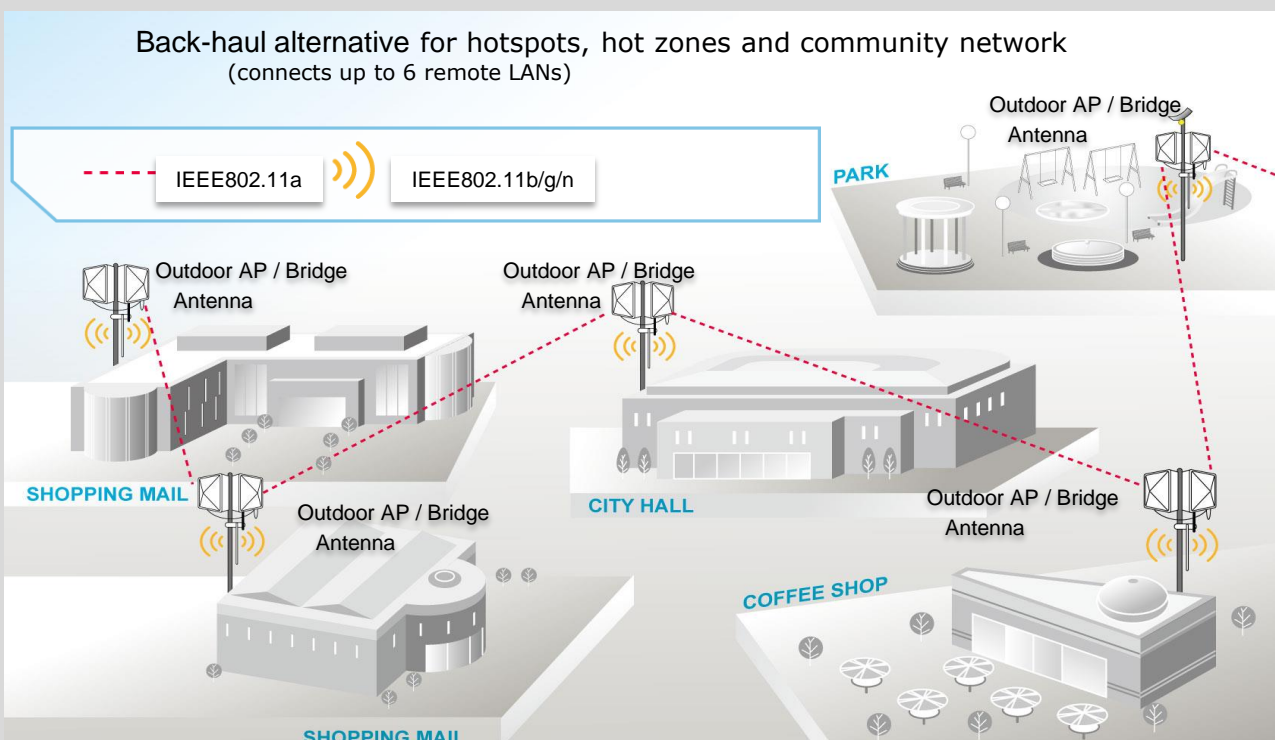 Back-haul alternative for hotspots, hot zones and community network
(connects up to 6 remote LANs)
Outdoor AP / Bridge
Antenna
PARK
IEEE802.11a
IEEE802.11b/g/n
Outdoor AP / Bridge
Antenna
Outdoor AP / Bridge
Antenna
SHOPPING MAIL
CITY HALL
Outdoor AP / Bridge
Antenna
Outdoor AP / Bridge
Antenna
COFFEE SHOP
SHOPPING MAIL